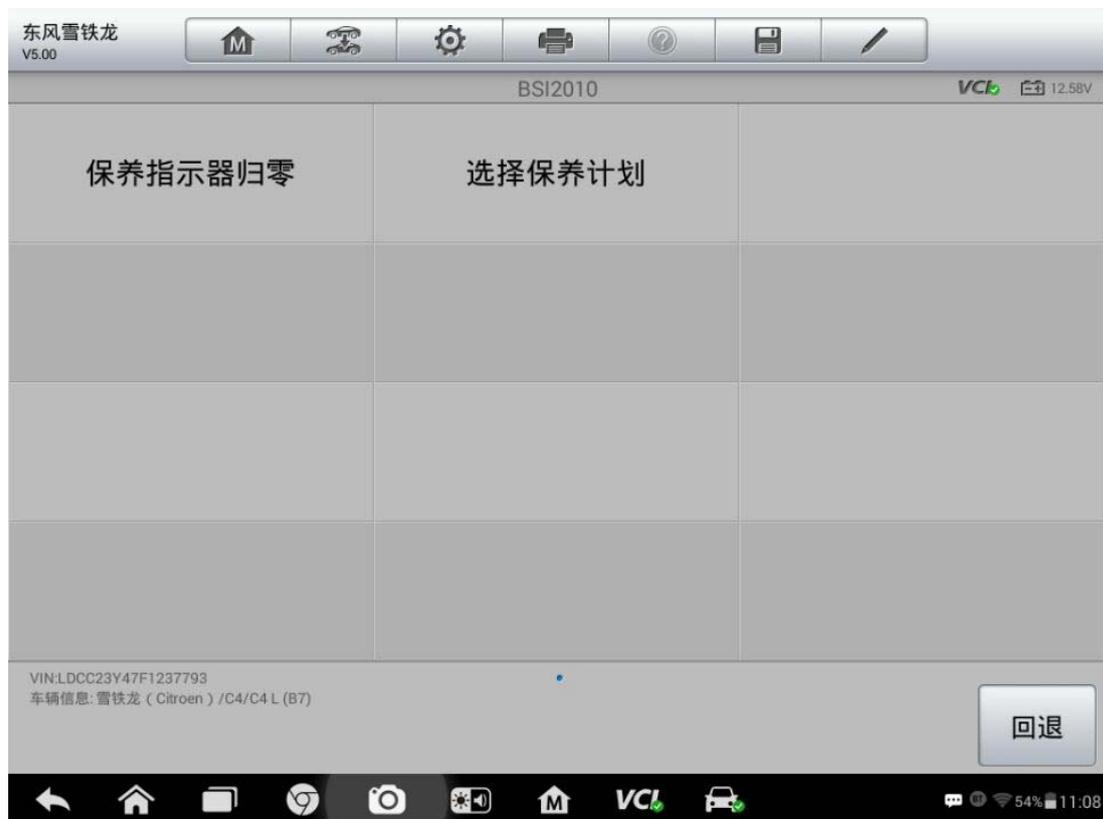 东风雪铁龙
V5.00
M
BSI2010
VCI
12.58V
保养指示器归零
选择保养计划
VIN:LDCC23Y47F1237793
车辆信息: 雪铁龙（Citroen）/C4/C4 L (B7)
回退
M
VCI
BT
54%
11:08